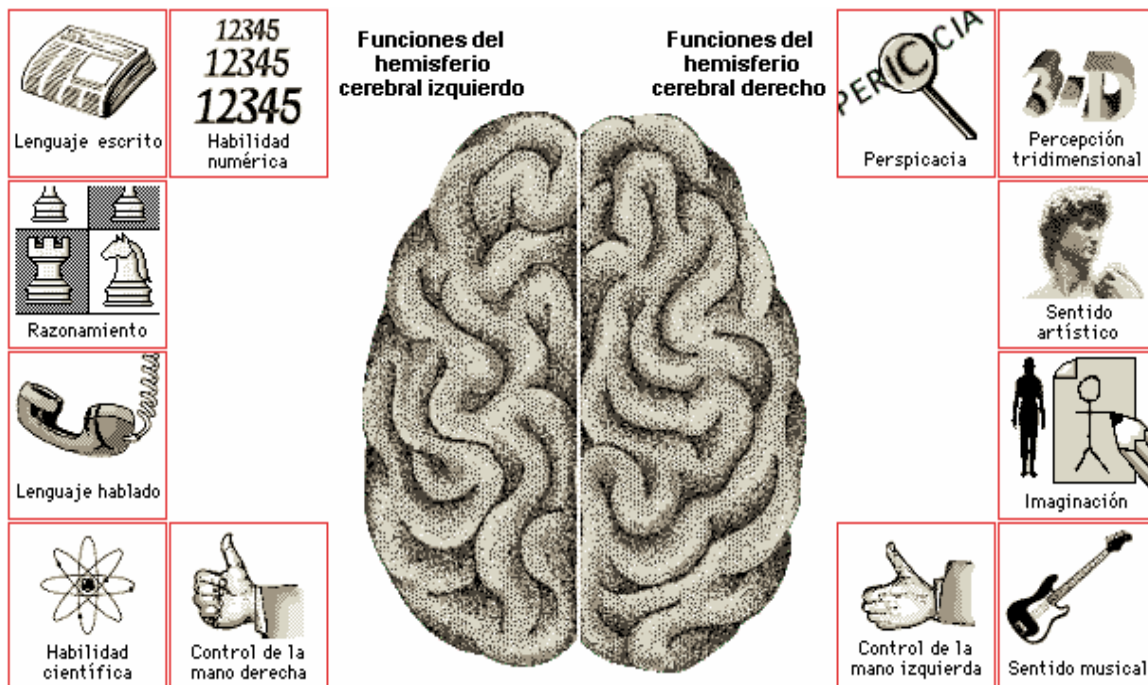 12345
12345
12345
Lenguaje escrito
Habilidad
numérica
Funciones del
hemisferio
cerebral izquierdo
Funciones del
hemisferio
cerebral derecho
PERICICIA
Perspicacia
3-D
Percepción
tridimensional
Razonamiento
Sentido
artístico
Lenguaje hablado
Imaginación
Habilidad
científica
Control de la
mano derecha
Control de la
mano izquierda
Sentido musical